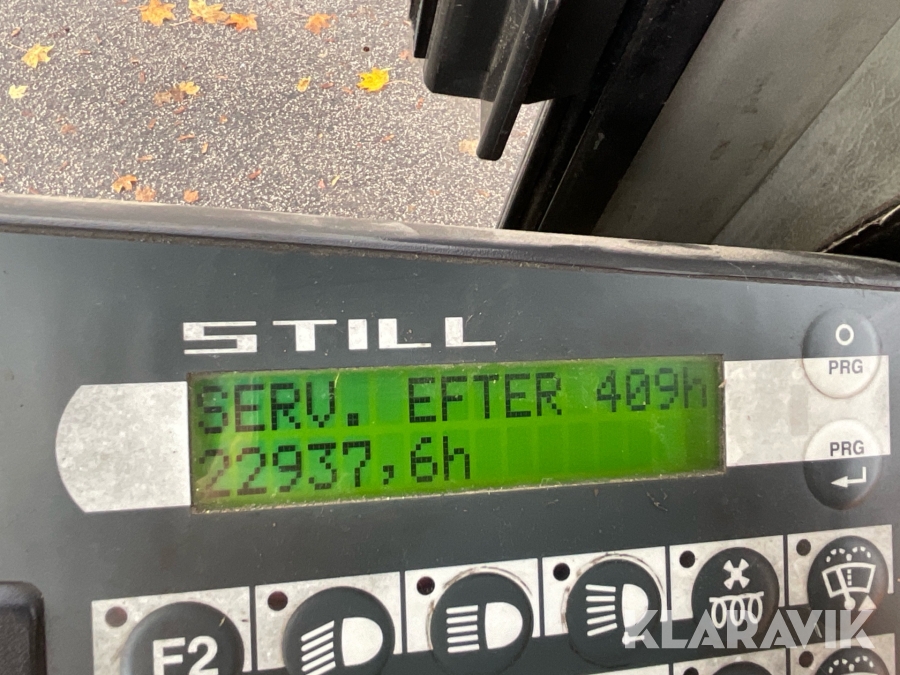 STILL
SERV. EFTER 409h
22937,6h
PRG
PRG
F2
KLARAVIK